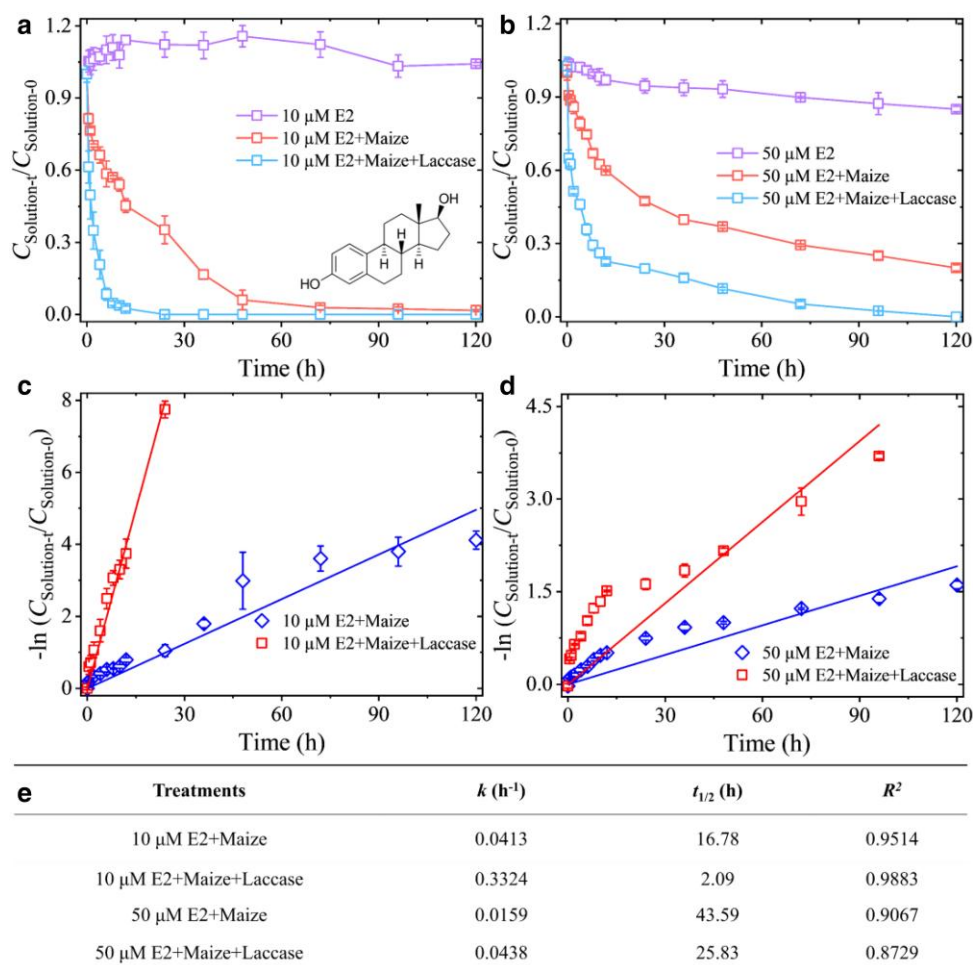 a
b
1.2
0.9
0.6
0.3
0.0
C_Solution-t/C_Solution-0
10 μM E2
10 μM E2+Maize
10 μM E2+Maize+Laccase
OH
H
H
H
HO
0 30 60 90 120
Time (h)
1.2
0.9
0.6
0.3
0.0
C_Solution-t/C_Solution-0
50 μM E2
50 μM E2+Maize
50 μM E2+Maize+Laccase
0 30 60 90 120
Time (h)
c
d
8
6
4
2
0
-ln (C_Solution-t/C_Solution-0)
10 μM E2+Maize
10 μM E2+Maize+Laccase
0 30 60 90 120
Time (h)
4.5
3.0
1.5
0.0
-ln (C_Solution-t/C_Solution-0)
50 μM E2+Maize
50 μM E2+Maize+Laccase
0 30 60 90 120
Time (h)
e Treatments k (h⁻¹) t₁/₂ (h) R²
10 μM E2+Maize 0.0413 16.78 0.9514
10 μM E2+Maize+Laccase 0.3324 2.09 0.9883
50 μM E2+Maize 0.0159 43.59 0.9067
50 μM E2+Maize+Laccase 0.0438 25.83 0.8729